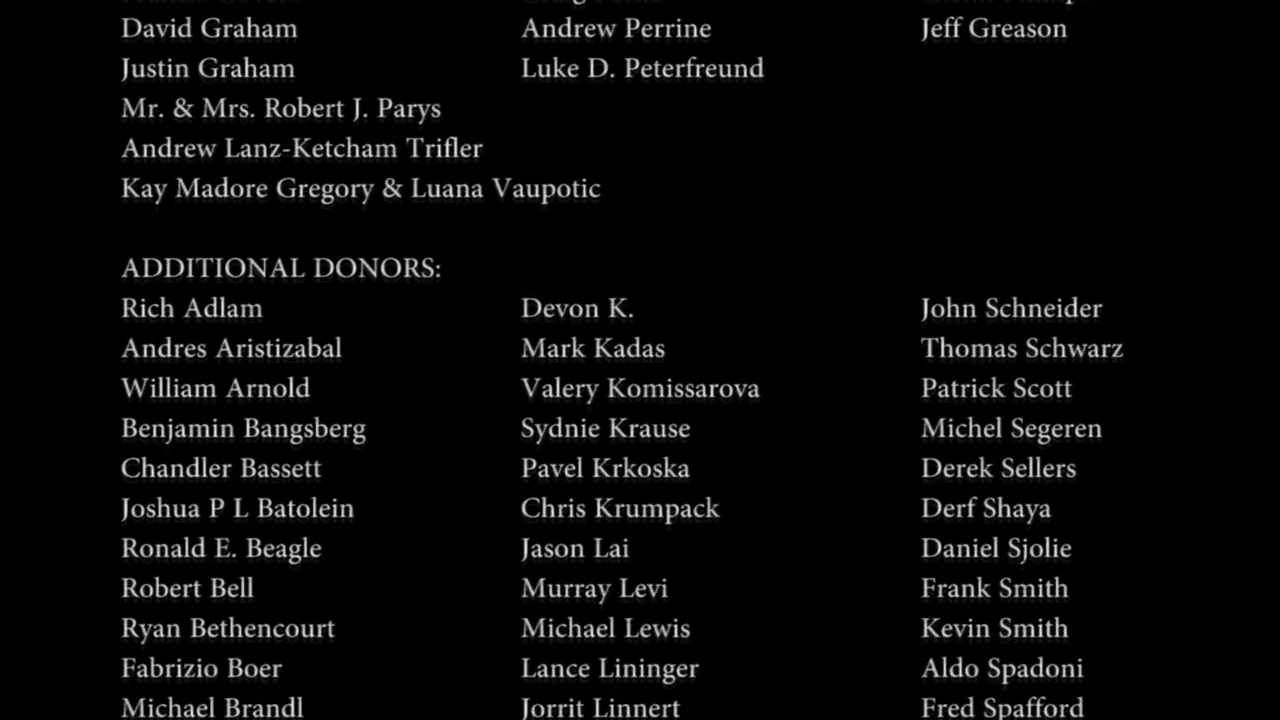 David Graham Andrew Perrine Jeff Greason
Justin Graham Luke D. Peterfreund
Mr. & Mrs. Robert J. Parys
Andrew Lanz-Ketcham Trifler
Kay Madore Gregory & Luana Vaupotic
ADDITIONAL DONORS:
Rich Adlam Devon K. John Schneider
Andres Aristizabal Mark Kadas Thomas Schwarz
William Arnold Valery Komissarova Patrick Scott
Benjamin Bangsberg Sydnie Krause Michel Segeren
Chandler Bassett Pavel Krkoska Derek Sellers
Joshua P L Batolein Chris Krumpack Derf Shaya
Ronald E. Beagle Jason Lai Daniel Sjolie
Robert Bell Murray Levi Frank Smith
Ryan Bethencourt Michael Lewis Kevin Smith
Fabrizio Boer Lance Lininger Aldo Spadoni
Michael Brandl Jorrit Linnert Fred Spafford